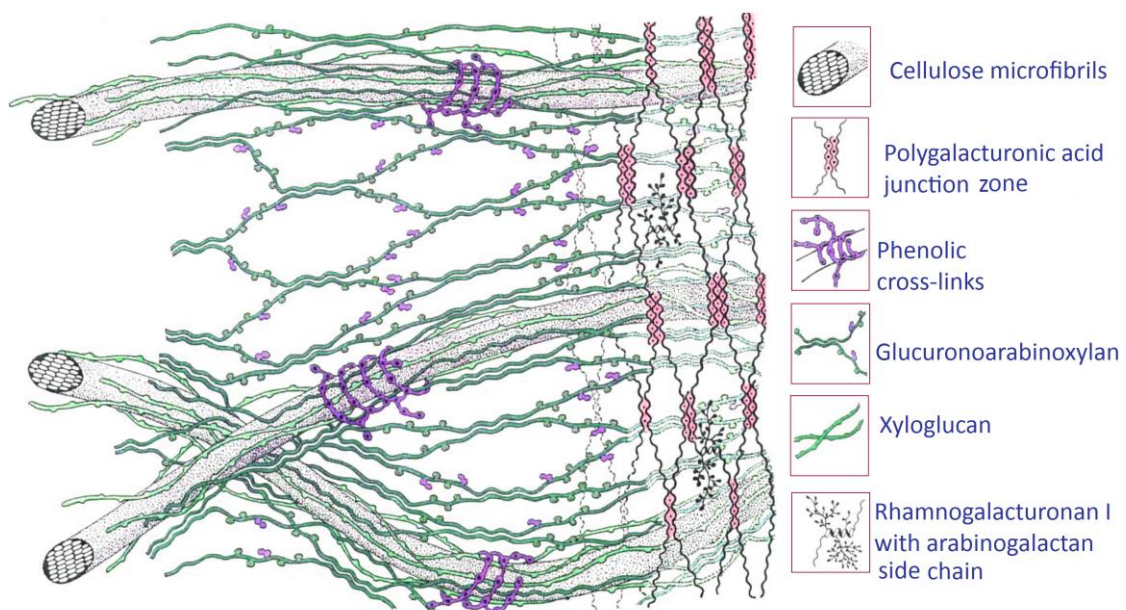 Cellulose microfibrils
Polygalacturonic acid
junction zone
Phenolic
cross-links
Glucuronoarabinoxylan
Xyloglucan
Rhamnogalacturonan I
with arabinogalactan
side chain